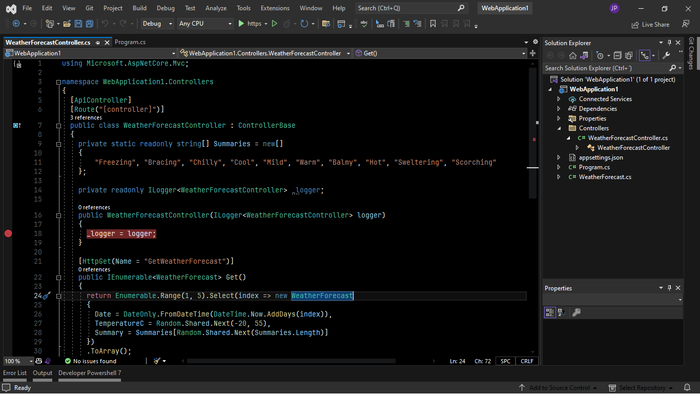 File Edit View Git Project Build Debug Test Analyze Tools Extensions Window Help Search (Ctrl+Q) WebApplication1 JP
Debug Any CPU https Live Share
WeatherForecastController.cs Program.cs
WebApplication1 WebApplication1.Controllers.WeatherForecastController Get()
1 using Microsoft.AspNetCore.Mvc;
2
3 namespace WebApplication1.Controllers
4 {
5 [ApiController]
6 [Route("[controller]")]
3 references
7 public class WeatherForecastController : ControllerBase
8 {
9 private static readonly string[] Summaries = new[]
10 {
11 "Freezing", "Bracing", "Chilly", "Cool", "Mild", "Warm", "Balmy", "Hot", "Sweltering", "Scorching"
12 };
13
14 private readonly ILogger<WeatherForecastController> _logger;
15
0 references
16 public WeatherForecastController(ILogger<WeatherForecastController> logger)
17 {
18 _logger = logger;
19 }
20
21 [HttpGet(Name = "GetWeatherForecast")]
0 references
22 public IEnumerable<WeatherForecast> Get()
23 {
24 return Enumerable.Range(1, 5).Select(index => new WeatherForecast
25 {
26 Date = DateOnly.FromDateTime(DateTime.Now.AddDays(index)),
27 TemperatureC = Random.Shared.Next(-20, 55),
28 Summary = Summaries[Random.Shared.Next(Summaries.Length)]
29 })
30 .ToArray();
100 % No issues found Ln: 24 Ch: 72 SPC CRLF
Error List Output Developer Powershell 7
Ready Add to Source Control Select Repository
Solution Explorer
Search Solution Explorer (Ctrl+')
Solution 'WebApplication1' (1 of 1 project)
WebApplication1
Connected Services
Dependencies
Properties
Controllers
WeatherForecastController.cs
WeatherForecastController
appsettings.json
Program.cs
WeatherForecast.cs
Properties
Git Changes